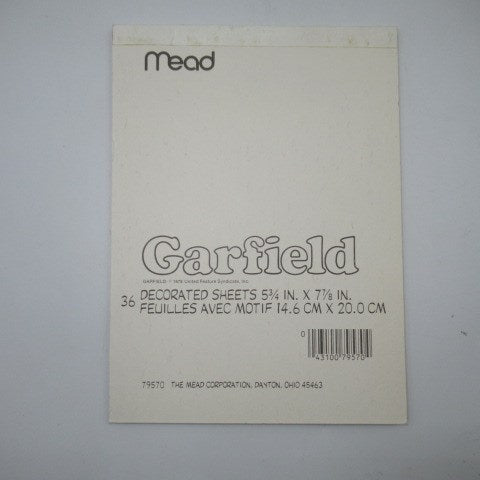 Mead
Garfield
GARFIELD: © 1978 United Feature Syndicate, Inc.
36 DECORATED SHEETS 5¾ IN. X 7⅞ IN.
FEUILLES AVEC MOTIF 14.6 CM X 20.0 CM
0 43100 79570
79570 THE MEAD CORPORATION, DAYTON, OHIO 45463